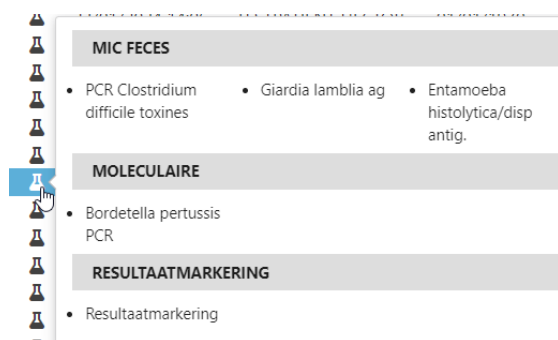 MIC FECES
• PCR Clostridium difficile toxines
• Giardia lamblia ag
• Entamoeba histolytica/disp antig.
MOLECULAIRE
• Bordetella pertussis PCR
RESULTAATMARKERING
• Resultaatmarkering